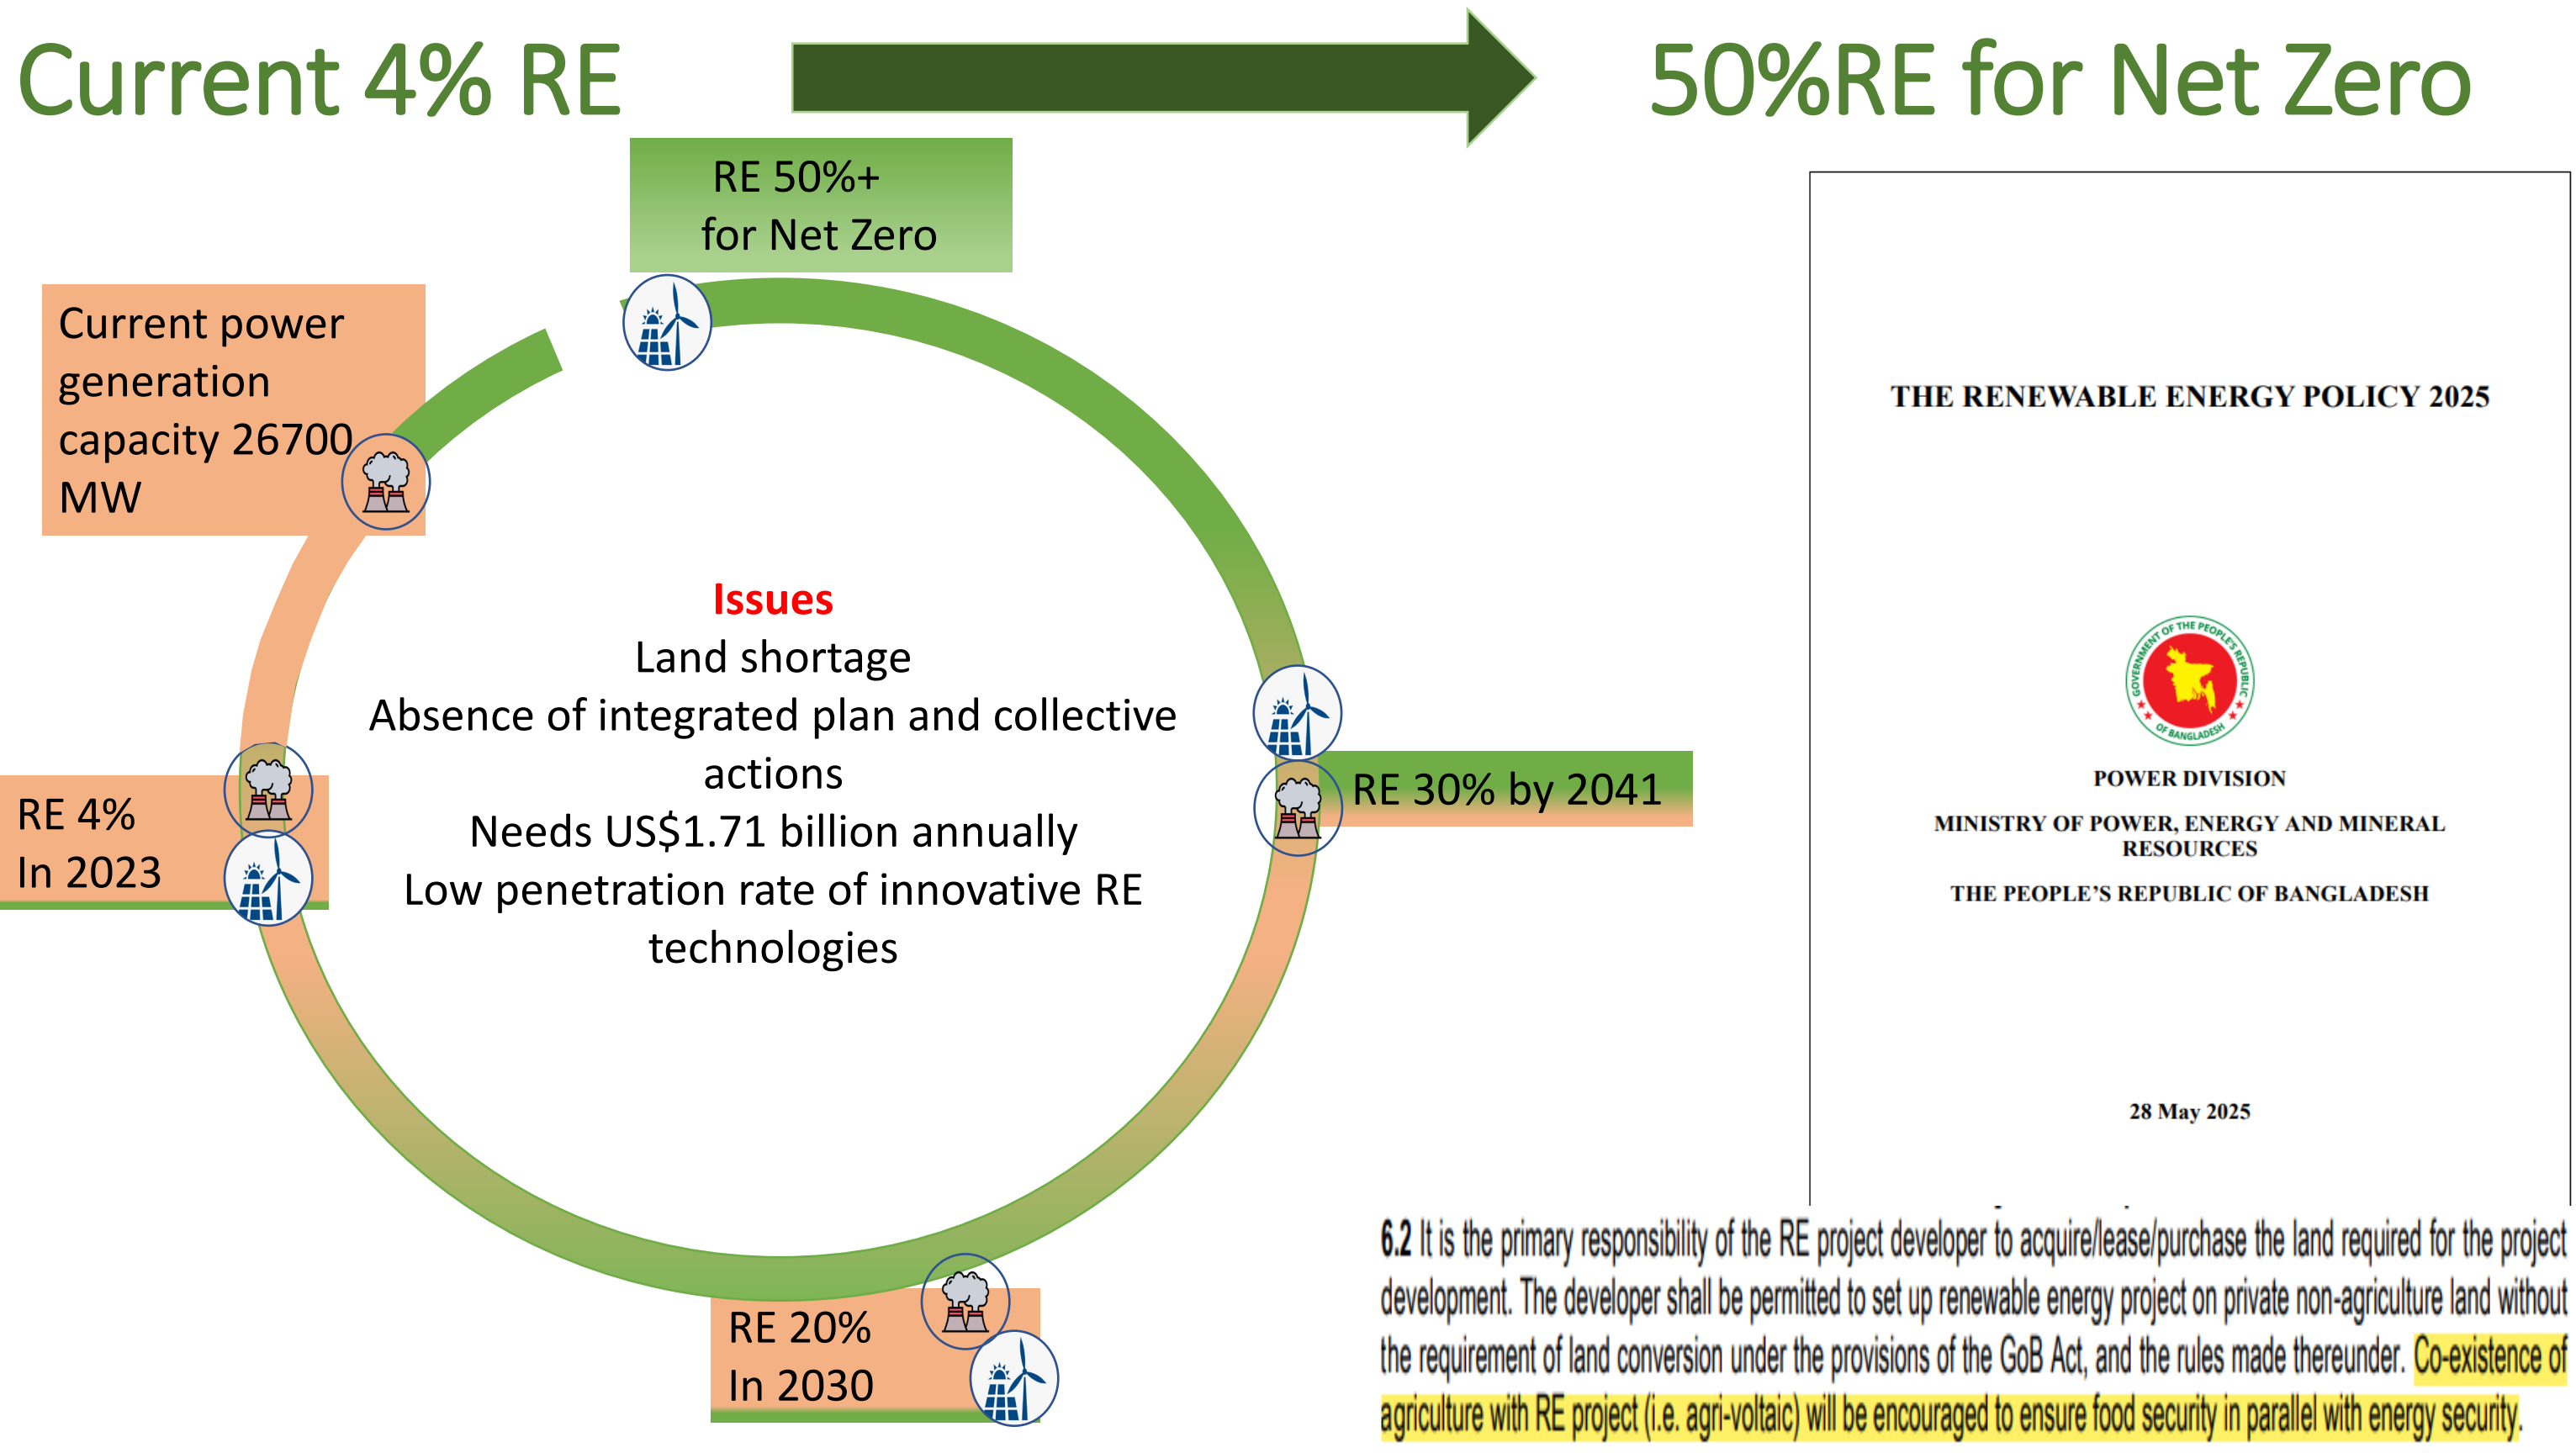 Current 4% RE
50%RE for Net Zero
RE 50%+
for Net Zero
Current power
generation
capacity 26700
MW
Issues
Land shortage
Absence of integrated plan and collective
actions
Needs US$1.71 billion annually
Low penetration rate of innovative RE
technologies
RE 4%
In 2023
RE 30% by 2041
RE 20%
In 2030
THE RENEWABLE ENERGY POLICY 2025
GOVERNMENT OF THE PEOPLE'S REPUBLIC
OF BANGLADESH
POWER DIVISION
MINISTRY OF POWER, ENERGY AND MINERAL
RESOURCES
THE PEOPLE'S REPUBLIC OF BANGLADESH
28 May 2025
6.2 It is the primary responsibility of the RE project developer to acquire/lease/purchase the land required for the project
development. The developer shall be permitted to set up renewable energy project on private non-agriculture land without
the requirement of land conversion under the provisions of the GoB Act, and the rules made thereunder. Co-existence of
agriculture with RE project (i.e. agri-voltaic) will be encouraged to ensure food security in parallel with energy security.